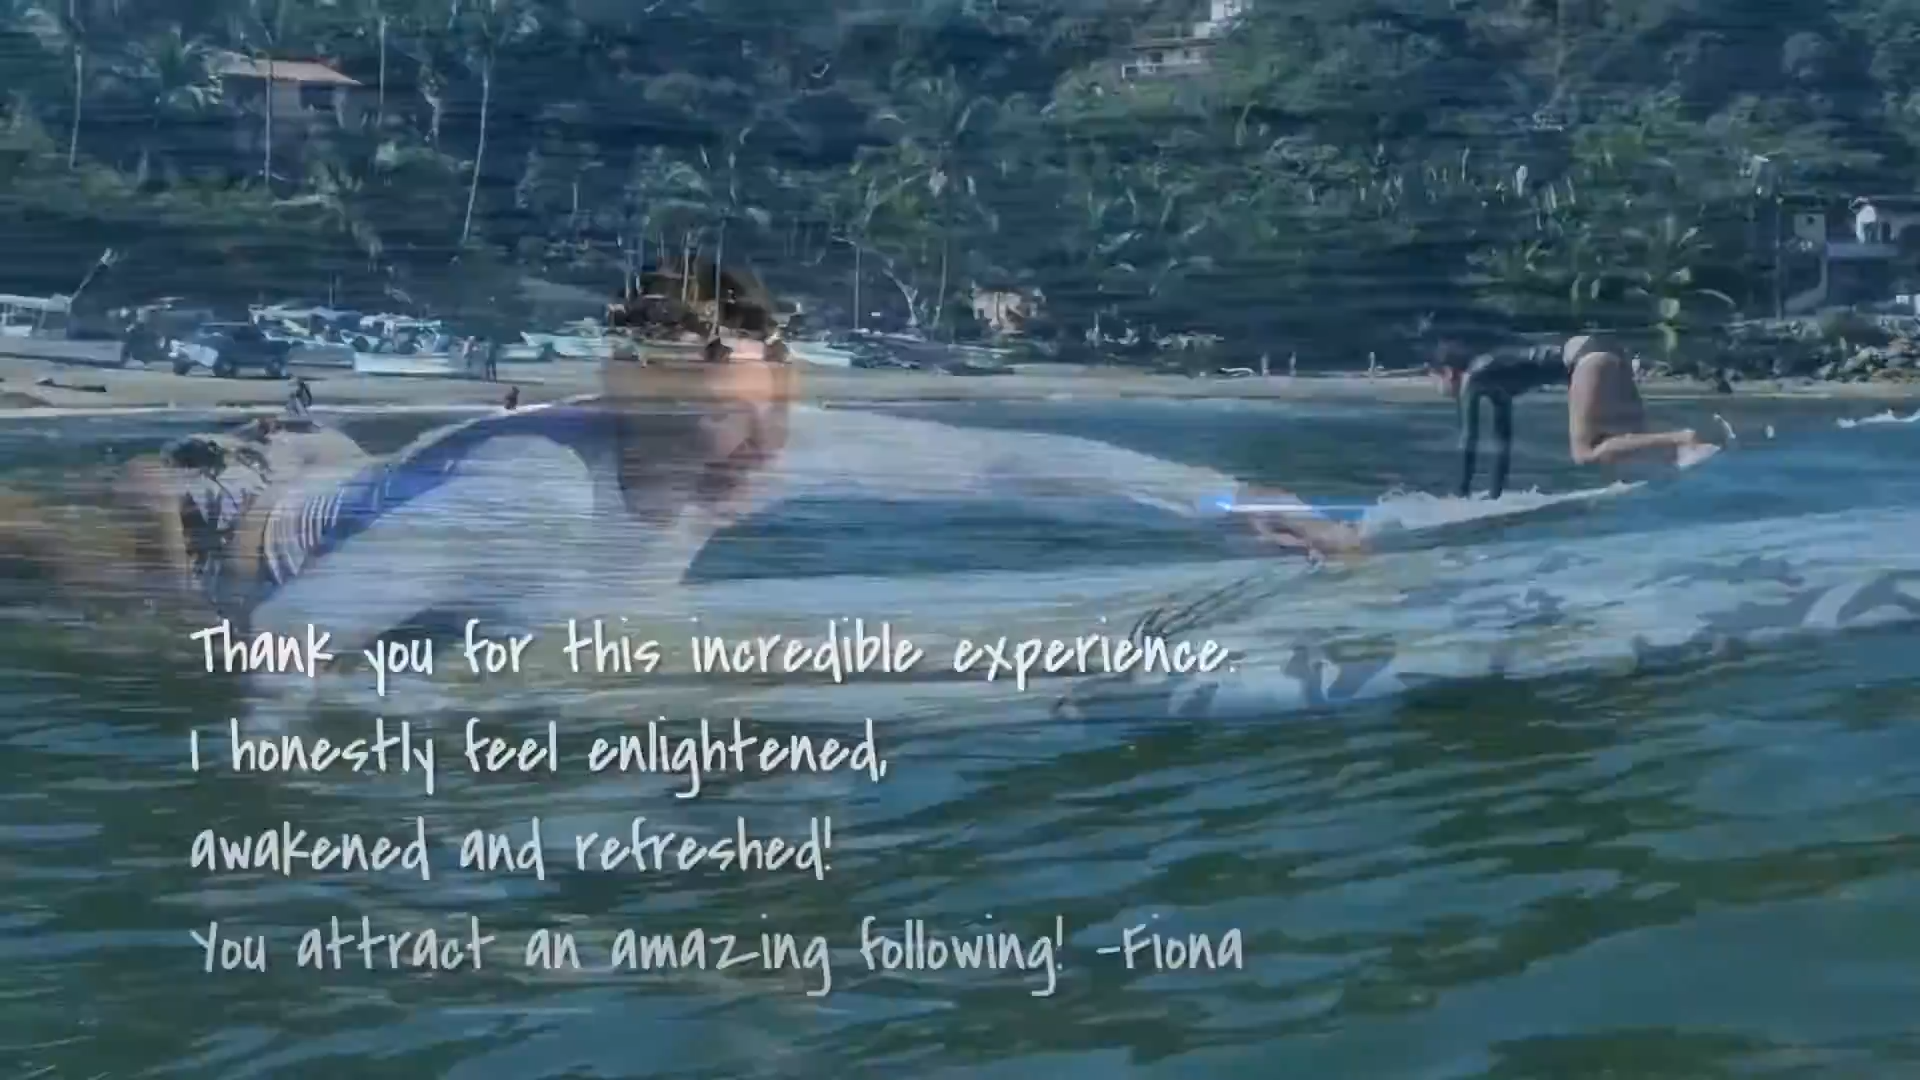 Thank you for this incredible experience.
I honestly feel enlightened,
awakened and refreshed!
You attract an amazing following! -Fiona